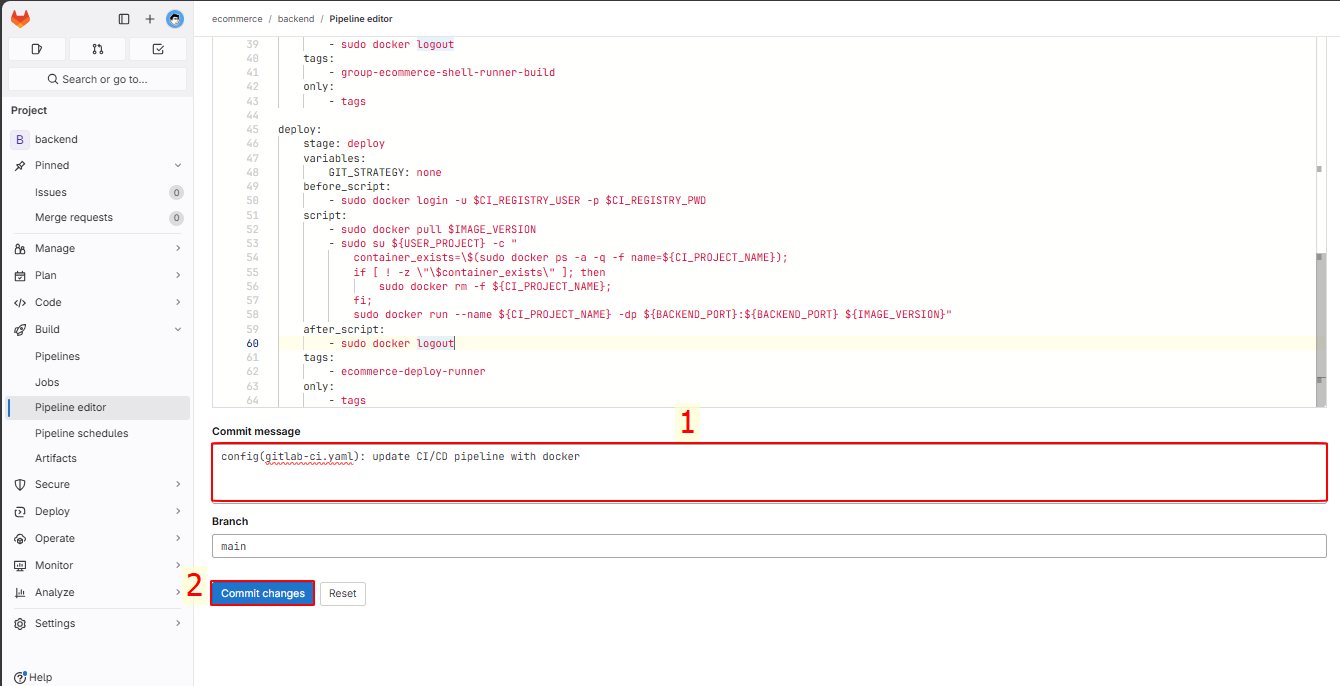 ecommerce / backend / Pipeline editor
Search or go to...
Project
B backend
Pinned
Issues 0
Merge requests 0
Manage
Plan
Code
Build
Pipelines
Jobs
Pipeline editor
Pipeline schedules
Artifacts
Secure
Deploy
Operate
Monitor
Analyze
Settings
Help
39 - sudo docker logout
40 tags:
41 - group-ecommerce-shell-runner-build
42 only:
43 - tags
44
45 deploy:
46 stage: deploy
47 variables:
48 GIT_STRATEGY: none
49 before_script:
50 - sudo docker login -u $CI_REGISTRY_USER -p $CI_REGISTRY_PWD
51 script:
52 - sudo docker pull $IMAGE_VERSION
53 - sudo su ${USER_PROJECT} -c "
54 container_exists=\$(sudo docker ps -a -q -f name=${CI_PROJECT_NAME});
55 if [ ! -z \"\$container_exists\" ]; then
56 sudo docker rm -f ${CI_PROJECT_NAME};
57 fi;
58 sudo docker run --name ${CI_PROJECT_NAME} -dp ${BACKEND_PORT}:${BACKEND_PORT} ${IMAGE_VERSION}"
59 after_script:
60 - sudo docker logout
61 tags:
62 - ecommerce-deploy-runner
63 only:
64 - tags
1
Commit message
config(gitlab-ci.yaml): update CI/CD pipeline with docker
Branch
main
2
Commit changes
Reset